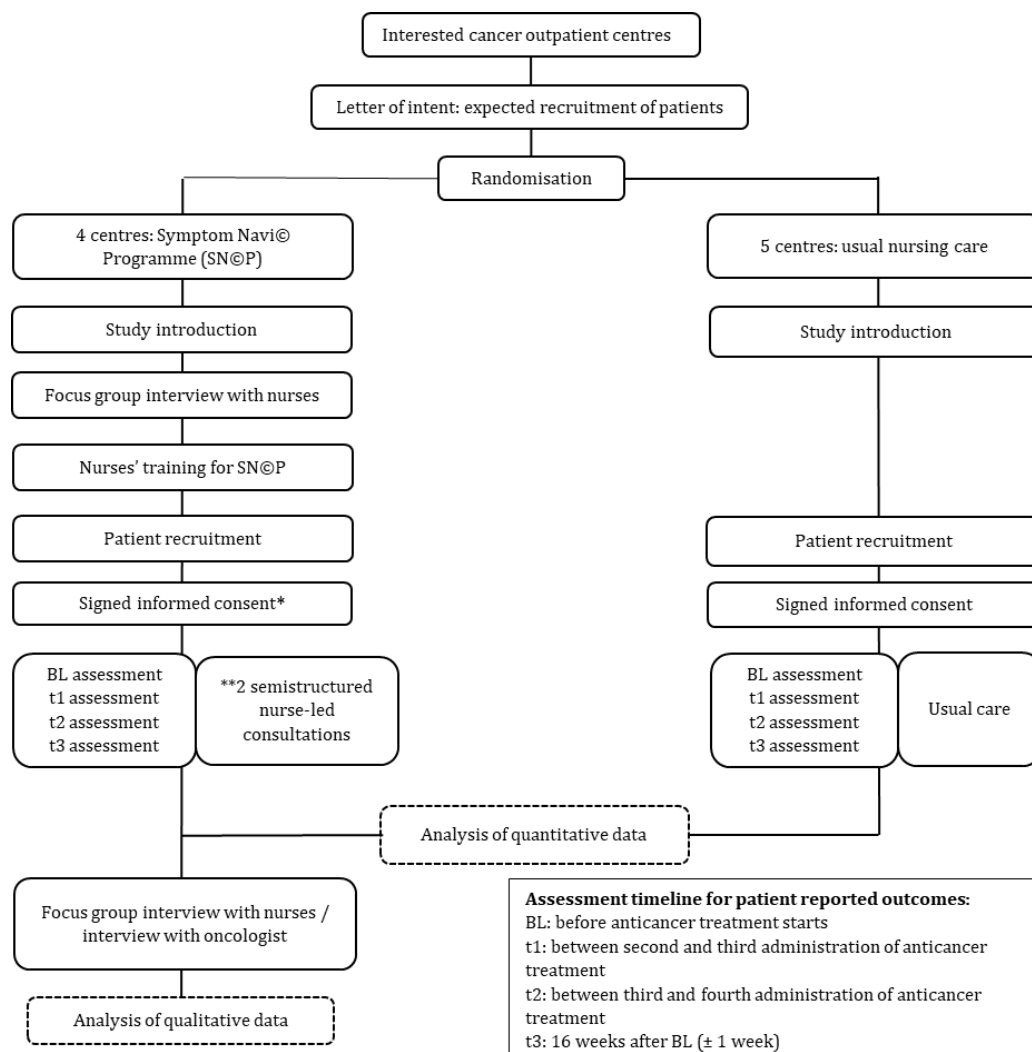 Interested cancer outpatient centres
Letter of intent: expected recruitment of patients
Randomisation
4 centres: Symptom Navi©
Programme (SN©P)
Study introduction
Focus group interview with nurses
Nurses’ training for SN©P
Patient recruitment
Signed informed consent*
BL assessment
t1 assessment
t2 assessment
t3 assessment
**2 semistructured
nurse-led
consultations
5 centres: usual nursing care
Study introduction
Patient recruitment
Signed informed consent
BL assessment
t1 assessment
t2 assessment
t3 assessment
Usual care
Analysis of quantitative data
Focus group interview with nurses /
interview with oncologist
Analysis of qualitative data
Assessment timeline for patient reported outcomes:
BL: before anticancer treatment starts
t1: between second and third administration of anticancer
treatment
t2: between third and fourth administration of anticancer
treatment
t3: 16 weeks after BL (± 1 week)